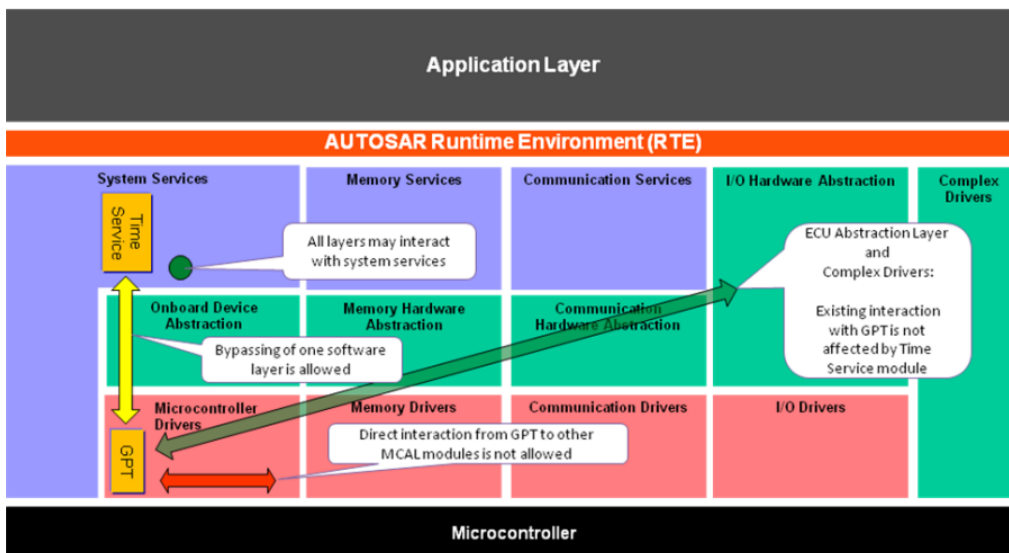 Application Layer
AUTOSAR Runtime Environment (RTE)
System Services
Memory Services
Communication Services
I/O Hardware Abstraction
Complex
Drivers
Time
Service
All layers may interact
with system services
ECU Abstraction Layer
and
Complex Drivers:
Existing interaction
with GPT is not
affected by Time
Service module
Onboard Device
Abstraction
Memory Hardware
Abstraction
Communication
Hardware Abstraction
Bypassing of one software
layer is allowed
Microcontroller
Drivers
Memory Drivers
Communication Drivers
I/O Drivers
GPT
Direct interaction from GPT to other
MCAL modules is not allowed
Microcontroller